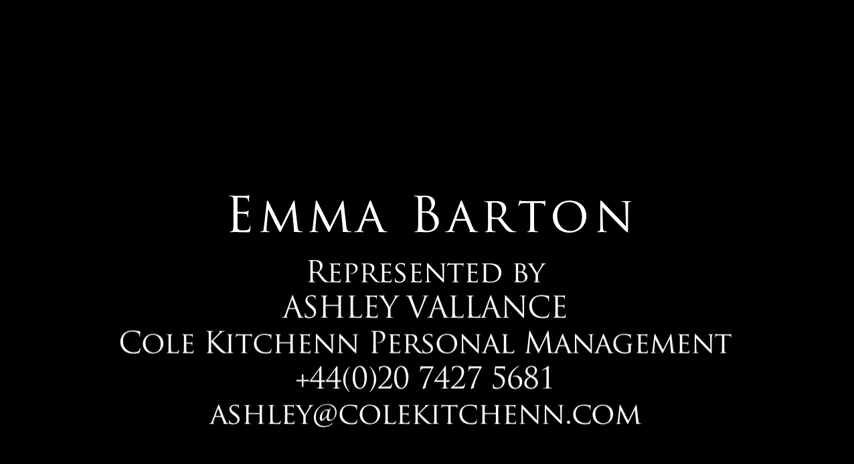 Emma Barton
Represented by
ASHLEY VALLANCE
Cole Kitchenn Personal Management
+44(0)20 7427 5681
ashley@colekitchenn.com